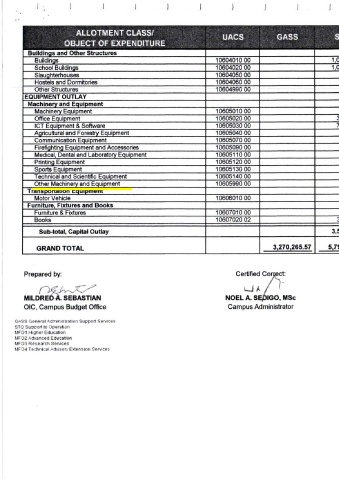 ALLOTMENT CLASS/ OBJECT OF EXPENDITURE UACS GASS S
Buildings and Other Structures
Buildings 10604010 00 1,0
School Buildings 10604020 00 1,0
Slaughterhouses 10604050 00
Hostels and Dormitories 10604060 00
Other Structures 10604990 00
EQUIPMENT OUTLAY
Machinery and Equipment
Machinery Equipment 10605010 00
Office Equipment 10605020 00 3
ICT Equipment & Software 10605030 00 7
Agricultural and Forestry Equipment 10605040 00
Communication Equipment 10605070 00
Firefighting Equipment and Accessories 10605090 00
Medical, Dental and Laboratory Equipment 10605110 00
Printing Equipment 10605120 00
Sports Equipment 10605130 00
Technical and Scientific Equipment 10605140 00
Other Machinery and Equipment 10605990 00
Transportation Equipment
Motor Vehicle 10606010 00
Furniture, Fixtures and Books
Furniture & Fixtures 10607010 00
Books 10607020 02 3
Sub-total, Capital Outlay 3,5
GRAND TOTAL 3,270,265.57 5,79
Prepared by: Certified Correct:
MILDRED A. SEBASTIAN NOEL A. SEDIGO, MSc
OIC, Campus Budget Office Campus Administrator
GASS General Administration Support Services
STO Support to Operation
MFO1 Higher Education
MFO2 Advanced Education
MFO3 Research Services
MFO4 Technical Advisory Extension Services